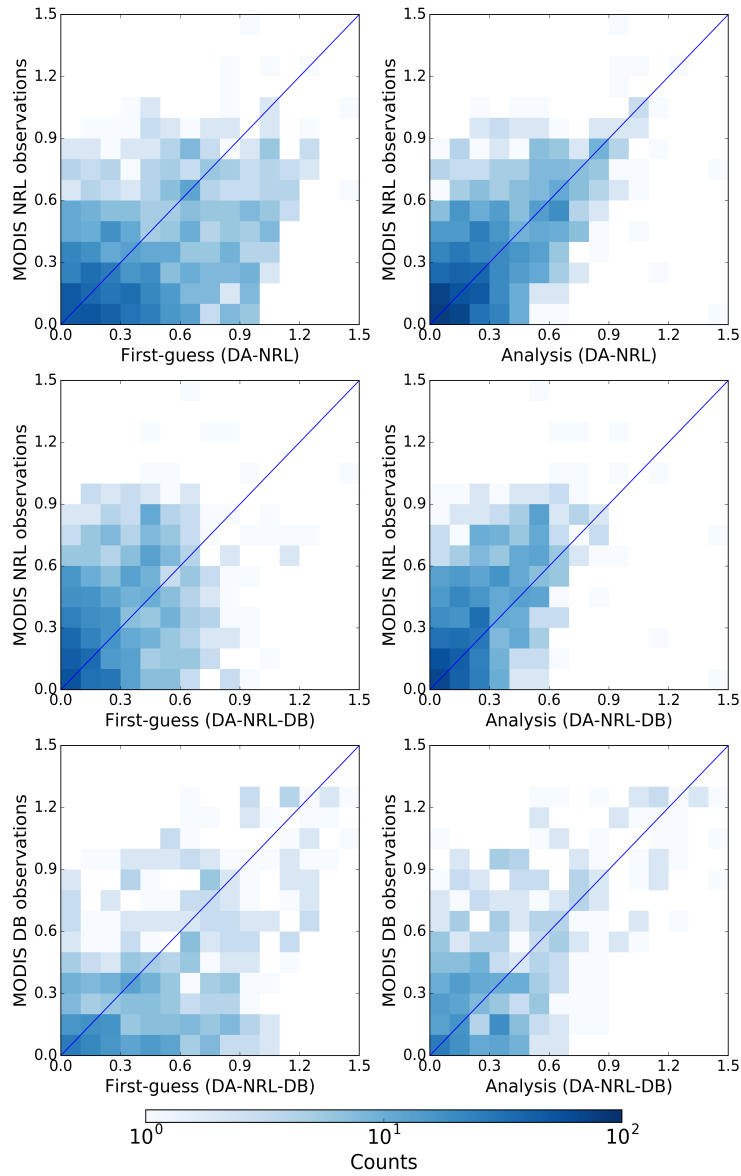 1.5
1.2
0.9
0.6
0.3
0.0
MODIS NRL observations
0.0 0.3 0.6 0.9 1.2 1.5
First-guess (DA-NRL)
1.5
1.2
0.9
0.6
0.3
0.0
MODIS NRL observations
0.0 0.3 0.6 0.9 1.2 1.5
Analysis (DA-NRL)
1.5
1.2
0.9
0.6
0.3
0.0
MODIS NRL observations
0.0 0.3 0.6 0.9 1.2 1.5
First-guess (DA-NRL-DB)
1.5
1.2
0.9
0.6
0.3
0.0
MODIS NRL observations
0.0 0.3 0.6 0.9 1.2 1.5
Analysis (DA-NRL-DB)
1.5
1.2
0.9
0.6
0.3
0.0
MODIS DB observations
0.0 0.3 0.6 0.9 1.2 1.5
First-guess (DA-NRL-DB)
1.5
1.2
0.9
0.6
0.3
0.0
MODIS DB observations
0.0 0.3 0.6 0.9 1.2 1.5
Analysis (DA-NRL-DB)
10⁰ 10¹ 10²
Counts